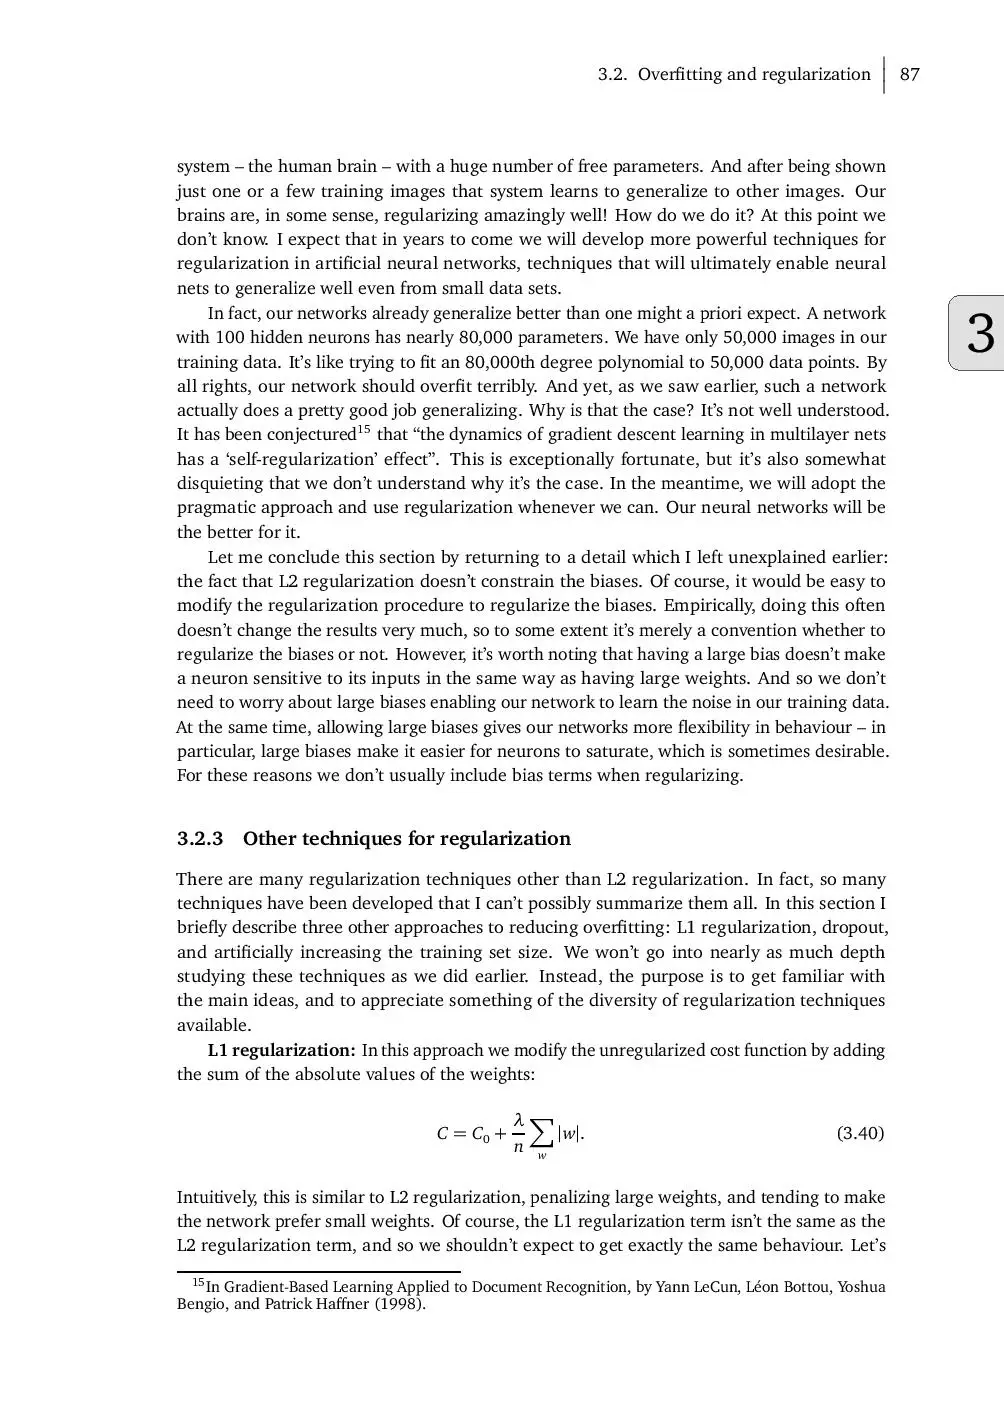 3.2. Overfitting and regularization 87
system – the human brain – with a huge number of free parameters. And after being shown
just one or a few training images that system learns to generalize to other images. Our
brains are, in some sense, regularizing amazingly well! How do we do it? At this point we
don't know. I expect that in years to come we will develop more powerful techniques for
regularization in artificial neural networks, techniques that will ultimately enable neural
nets to generalize well even from small data sets.
In fact, our networks already generalize better than one might a priori expect. A network
with 100 hidden neurons has nearly 80,000 parameters. We have only 50,000 images in our
training data. It's like trying to fit an 80,000th degree polynomial to 50,000 data points. By
all rights, our network should overfit terribly. And yet, as we saw earlier, such a network
actually does a pretty good job generalizing. Why is that the case? It's not well understood.
It has been conjectured¹⁵ that “the dynamics of gradient descent learning in multilayer nets
has a ‘self-regularization’ effect”. This is exceptionally fortunate, but it's also somewhat
disquieting that we don't understand why it's the case. In the meantime, we will adopt the
pragmatic approach and use regularization whenever we can. Our neural networks will be
the better for it.
Let me conclude this section by returning to a detail which I left unexplained earlier:
the fact that L2 regularization doesn't constrain the biases. Of course, it would be easy to
modify the regularization procedure to regularize the biases. Empirically, doing this often
doesn't change the results very much, so to some extent it's merely a convention whether to
regularize the biases or not. However, it's worth noting that having a large bias doesn't make
a neuron sensitive to its inputs in the same way as having large weights. And so we don't
need to worry about large biases enabling our network to learn the noise in our training data.
At the same time, allowing large biases gives our networks more flexibility in behaviour – in
particular, large biases make it easier for neurons to saturate, which is sometimes desirable.
For these reasons we don't usually include bias terms when regularizing.
3
3.2.3 Other techniques for regularization
There are many regularization techniques other than L2 regularization. In fact, so many
techniques have been developed that I can't possibly summarize them all. In this section I
briefly describe three other approaches to reducing overfitting: L1 regularization, dropout,
and artificially increasing the training set size. We won't go into nearly as much depth
studying these techniques as we did earlier. Instead, the purpose is to get familiar with
the main ideas, and to appreciate something of the diversity of regularization techniques
available.
L1 regularization: In this approach we modify the unregularized cost function by adding
the sum of the absolute values of the weights:
C = C₀ + λ/n ∑_w |w|. (3.40)
Intuitively, this is similar to L2 regularization, penalizing large weights, and tending to make
the network prefer small weights. Of course, the L1 regularization term isn't the same as the
L2 regularization term, and so we shouldn't expect to get exactly the same behaviour. Let's
¹⁵In Gradient-Based Learning Applied to Document Recognition, by Yann LeCun, Léon Bottou, Yoshua
Bengio, and Patrick Haffner (1998).